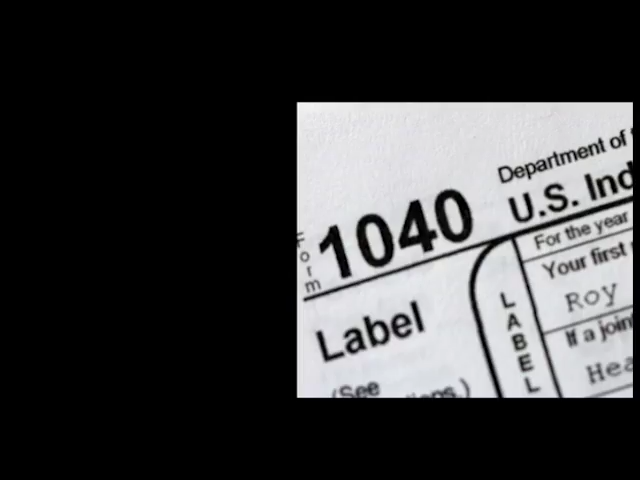 Department of
Form 1040 U.S. Ind
For the year
Your first
Roy
Label
LABEL
If a joint
(See
Hea